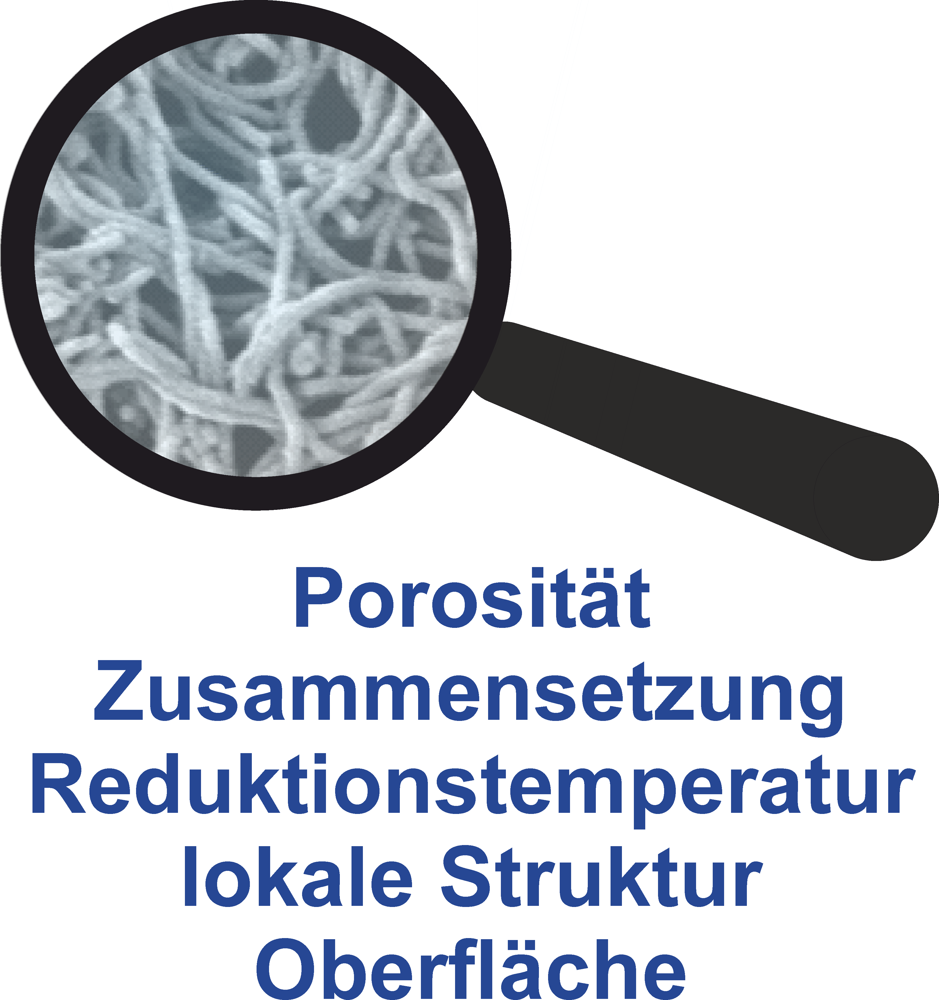 Porosität
Zusammensetzung
Reduktionstemperatur
lokale Struktur
Oberfläche